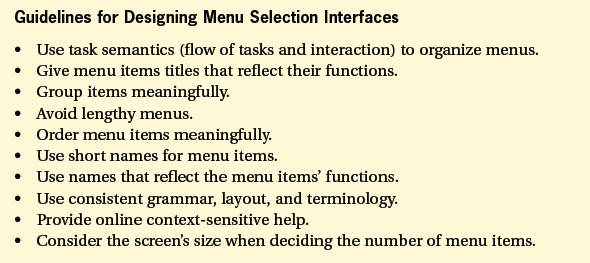 Guidelines for Designing Menu Selection Interfaces
• Use task semantics (flow of tasks and interaction) to organize menus.
• Give menu items titles that reflect their functions.
• Group items meaningfully.
• Avoid lengthy menus.
• Order menu items meaningfully.
• Use short names for menu items.
• Use names that reflect the menu items’ functions.
• Use consistent grammar, layout, and terminology.
• Provide online context-sensitive help.
• Consider the screen’s size when deciding the number of menu items.